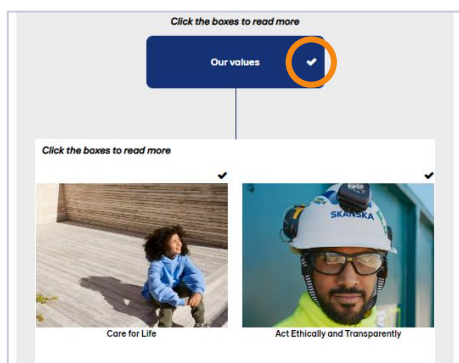 Click the boxes to read more
Our values
Click the boxes to read more
SKANSKA
Care for Life
Act Ethically and Transparently